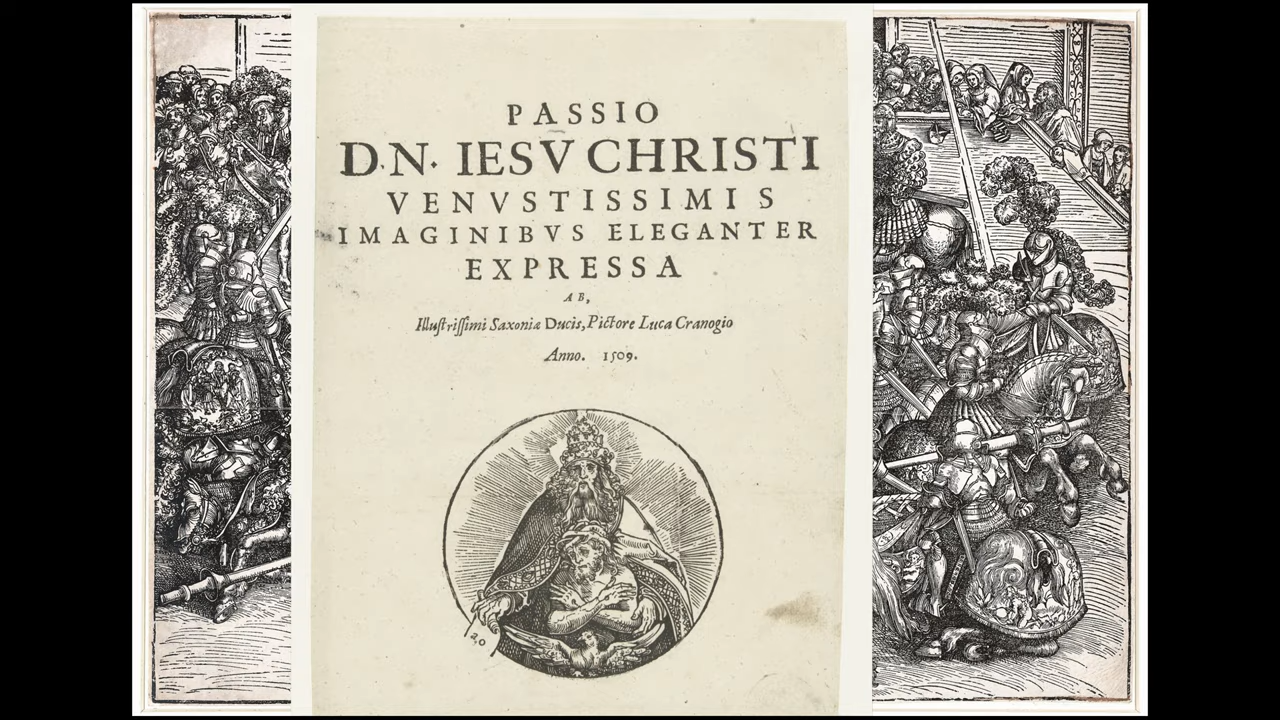 PASSIO
D.N. IESV CHRISTI
VENVSTISSIMIS
IMAGINIBVS ELEGANTER
EXPRESSA
AB,
Illuſtriſſimi Saxoniæ Ducis, Pictore Luca Cranogio
Anno. 1509.
20